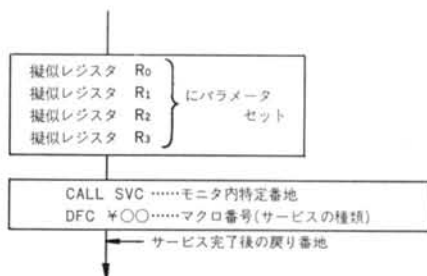 擬似レジスタ R0
擬似レジスタ R1
擬似レジスタ R2
擬似レジスタ R3
にパラメータ
セット
CALL SVC ……モニタ内特定番地
DFC ¥○○……マクロ番号(サービスの種類)
サービス完了後の戻り番地